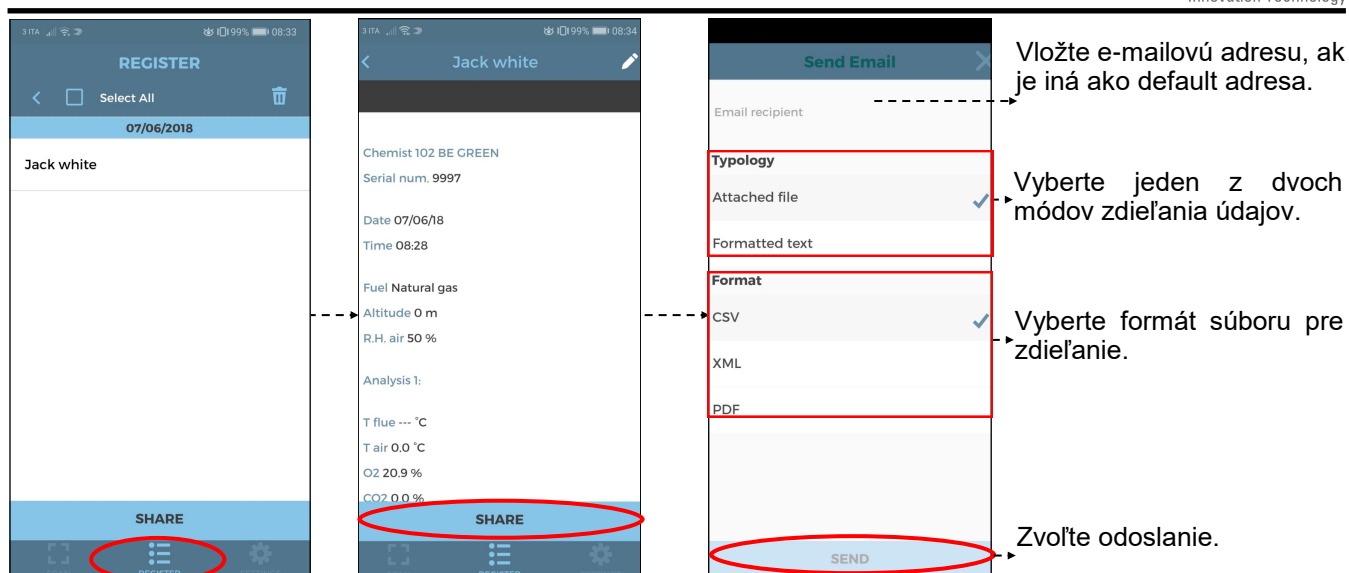 Innovation Technology
3 ITA
99%
08:33
REGISTER
Select All
07/06/2018
Jack white
SHARE
REGISTER
3 ITA
99%
08:34
Jack white
Chemist 102 BE GREEN
Serial num. 9997
Date 07/06/18
Time 08:28
Fuel Natural gas
Altitude 0 m
R.H. air 50 %
Analysis 1:
T flue --- °C
T air 0.0 °C
O2 20.9 %
CO2 0.0 %
SHARE
Send Email
Email recipient
Typology
Attached file
Formatted text
Format
CSV
XML
PDF
SEND
Vložte e-mailovú adresu, ak
je iná ako default adresa.
Vyberte jeden z dvoch
módov zdieľania údajov.
Vyberte formát súboru pre
zdieľanie.
Zvoľte odoslanie.